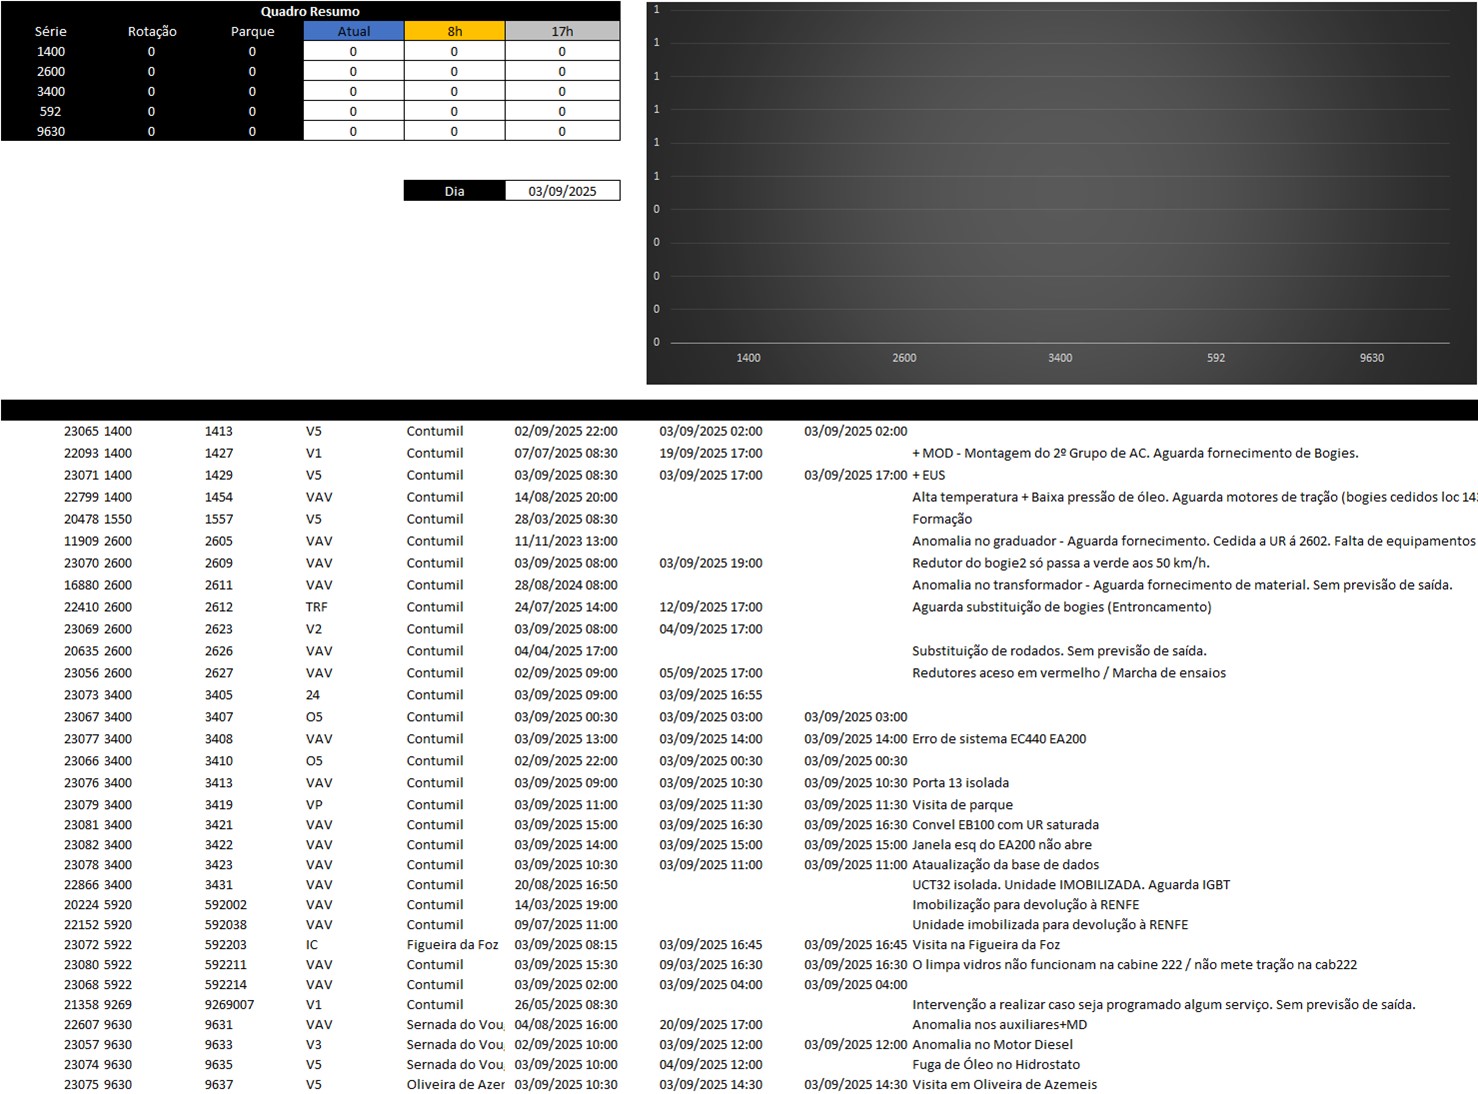 Quadro Resumo
Série Rotação Parque Atual 8h 17h
1400 0 0 0 0 0
2600 0 0 0 0 0
3400 0 0 0 0 0
592 0 0 0 0 0
9630 0 0 0 0 0
Dia 03/09/2025
1
1
1
1
1
1
0
0
0
0
0
1400 2600 3400 592 9630
23065 1400 1413 V5 Contumil 02/09/2025 22:00 03/09/2025 02:00 03/09/2025 02:00
22093 1400 1427 V1 Contumil 07/07/2025 08:30 19/09/2025 17:00 + MOD - Montagem do 2º Grupo de AC. Aguarda fornecimento de Bogies.
23071 1400 1429 V5 Contumil 03/09/2025 08:30 03/09/2025 17:00 03/09/2025 17:00 + EUS
22799 1400 1454 VAV Contumil 14/08/2025 20:00 Alta temperatura + Baixa pressão de óleo. Aguarda motores de tração (bogies cedidos loc
20478 1550 1557 V5 Contumil 28/03/2025 08:30 Formação
11909 2600 2605 VAV Contumil 11/11/2023 13:00 Anomalia no graduador - Aguarda fornecimento. Cedida a UR á 2602. Falta de equipamentos
23070 2600 2609 VAV Contumil 03/09/2025 08:00 03/09/2025 19:00 Redutor do bogie2 só passa a verde aos 50 km/h.
16880 2600 2611 VAV Contumil 28/08/2024 08:00 Anomalia no transformador - Aguarda fornecimento de material. Sem previsão de saída.
22410 2600 2612 TRF Contumil 24/07/2025 14:00 12/09/2025 17:00 Aguarda substituição de bogies (Entroncamento)
23069 2600 2623 V2 Contumil 03/09/2025 08:00 04/09/2025 17:00
20635 2600 2626 VAV Contumil 04/04/2025 17:00 Substituição de rodados. Sem previsão de saída.
23056 2600 2627 VAV Contumil 02/09/2025 09:00 05/09/2025 17:00 Redutores aceso em vermelho / Marcha de ensaios
23073 3400 3405 24 Contumil 03/09/2025 09:00 03/09/2025 16:55
23067 3400 3407 O5 Contumil 03/09/2025 00:30 03/09/2025 03:00 03/09/2025 03:00
23077 3400 3408 VAV Contumil 03/09/2025 13:00 03/09/2025 14:00 03/09/2025 14:00 Erro de sistema EC440 EA200
23066 3400 3410 O5 Contumil 02/09/2025 22:00 03/09/2025 00:30 03/09/2025 00:30
23076 3400 3413 VAV Contumil 03/09/2025 09:00 03/09/2025 10:30 03/09/2025 10:30 Porta 13 isolada
23079 3400 3419 VP Contumil 03/09/2025 11:00 03/09/2025 11:30 03/09/2025 11:30 Visita de parque
23081 3400 3421 VAV Contumil 03/09/2025 15:00 03/09/2025 16:30 03/09/2025 16:30 Convel EB100 com UR saturada
23082 3400 3422 VAV Contumil 03/09/2025 14:00 03/09/2025 15:00 03/09/2025 15:00 Janela esq do EA200 não abre
23078 3400 3423 VAV Contumil 03/09/2025 10:30 03/09/2025 11:00 03/09/2025 11:00 Ataualização da base de dados
22866 3400 3431 VAV Contumil 20/08/2025 16:50 UCT32 isolada. Unidade IMOBILIZADA. Aguarda IGBT
20224 5920 592002 VAV Contumil 14/03/2025 19:00 Imobilização para devolução à RENFE
22152 5920 592038 VAV Contumil 09/07/2025 11:00 Unidade imobilizada para devolução à RENFE
23072 5922 592203 IC Figueira da Foz 03/09/2025 08:15 03/09/2025 16:45 03/09/2025 16:45 Visita na Figueira da Foz
23080 5922 592211 VAV Contumil 03/09/2025 15:30 09/03/2025 16:30 03/09/2025 16:30 O limpa vidros não funcionam na cabine 222 / não mete tração na cab222
23068 5922 592214 VAV Contumil 03/09/2025 02:00 03/09/2025 04:00 03/09/2025 04:00
21358 9269 9269007 V1 Contumil 26/05/2025 08:30 Intervenção a realizar caso seja programado algum serviço. Sem previsão de saída.
22607 9630 9631 VAV Sernada do Vou 04/08/2025 16:00 20/09/2025 17:00 Anomalia nos auxiliares+MD
23057 9630 9633 V3 Sernada do Vou 02/09/2025 10:00 03/09/2025 12:00 03/09/2025 12:00 Anomalia no Motor Diesel
23074 9630 9635 V5 Sernada do Vou 03/09/2025 10:00 04/09/2025 12:00 Fuga de Óleo no Hidrostato
23075 9630 9637 V5 Oliveira de Azer 03/09/2025 10:30 03/09/2025 14:30 03/09/2025 14:30 Visita em Oliveira de Azemeis